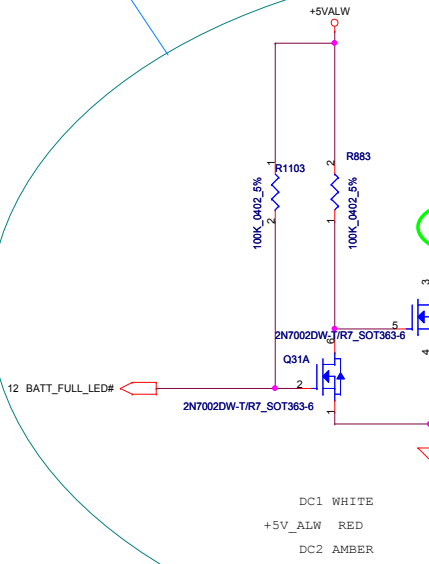 +5VALW
1
R1103
100K_0402_5%
2
2
R883
100K_0402_5%
1
3
5
4
2N7002DW-T/R7_SOT363-6
6
Q31A
2
12 BATT_FULL_LED#
2N7002DW-T/R7_SOT363-6
1
DC1 WHITE
+5V_ALW RED
DC2 AMBER